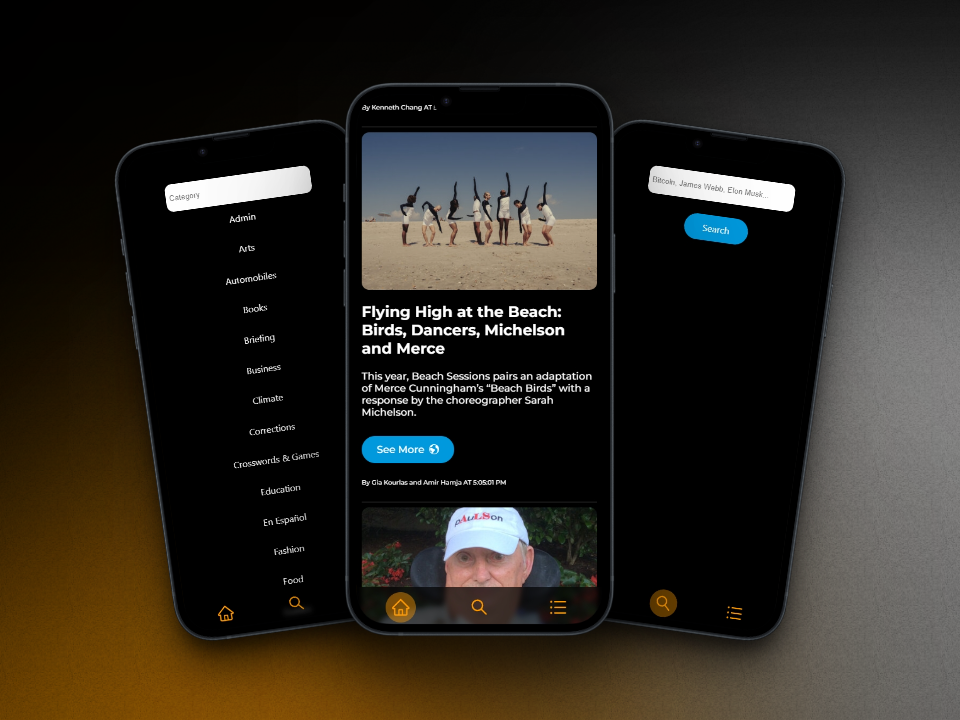 Category
Admin
Arts
Automobiles
Books
Briefing
Business
Climate
Corrections
Crosswords & Games
Education
En Español
Fashion
Food
By Kenneth Chang AT
Flying High at the Beach:
Birds, Dancers, Michelson
and Merce
This year, Beach Sessions pairs an adaptation
of Merce Cunningham's “Beach Birds” with a
response by the choreographer Sarah
Michelson.
See More
By Gia Kourlas and Amir Hamja AT 5:05:01 PM
pAuLSon
Bitcoin, James Webb, Elon Musk...
Search